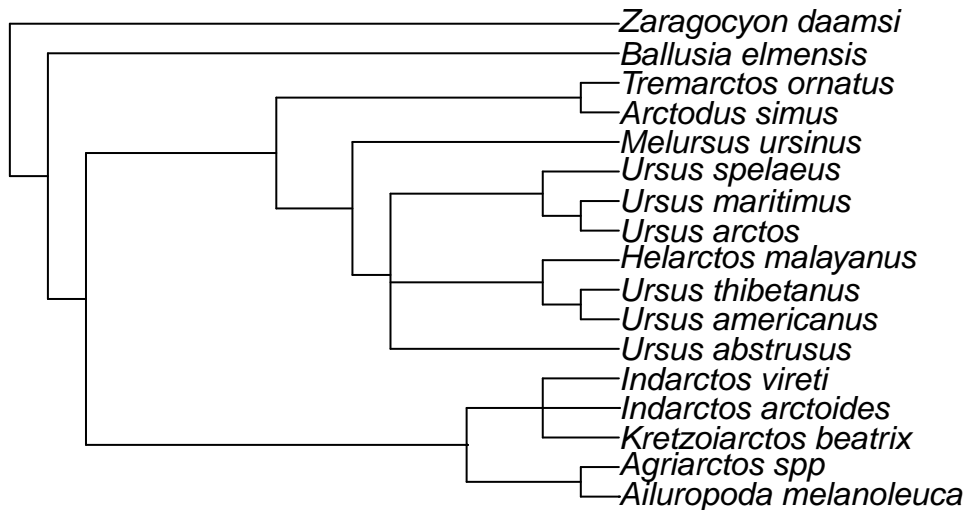 Zaragocyon daamsi
Ballusia elmensis
Tremarctos ornatus
Arctodus simus
Melursus ursinus
Ursus spelaeus
Ursus maritimus
Ursus arctos
Helarctos malayanus
Ursus thibetanus
Ursus americanus
Ursus abstrusus
Indarctos vireti
Indarctos arctoides
Kretzoiarctos beatrix
Agriarctos spp
Ailuropoda melanoleuca